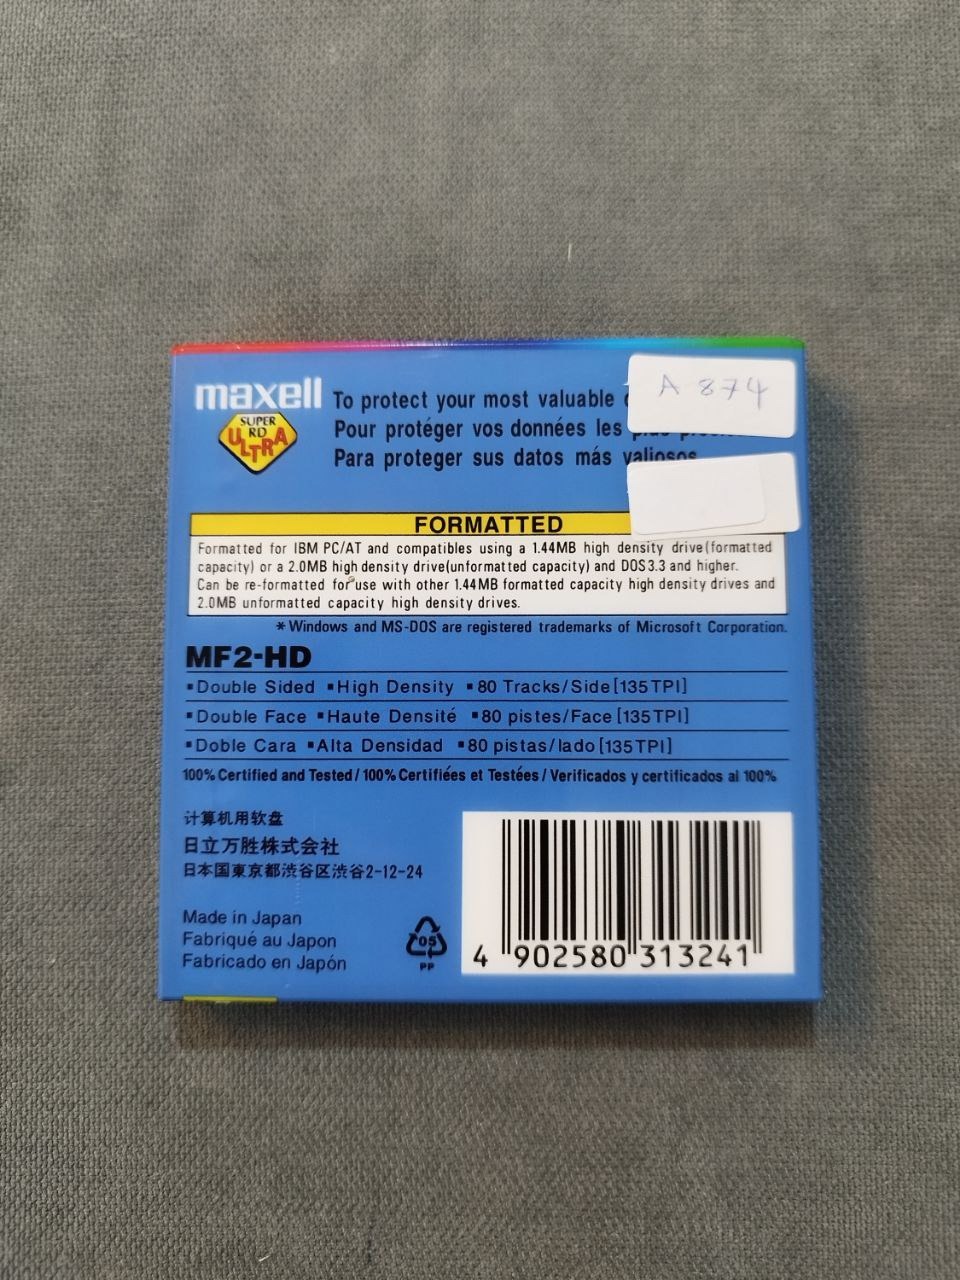 maxell
SUPER
RD
ULTRA
To protect your most valuable
Pour protéger vos données les plus
Para proteger sus datos más valiosos
A 874
FORMATTED
Formatted for IBM PC/AT and compatibles using a 1.44MB high density drive(formatted
capacity) or a 2.0MB high density drive(unformatted capacity) and DOS3.3 and higher.
Can be re-formatted for use with other 1.44MB formatted capacity high density drives and
2.0MB unformatted capacity high density drives.
*Windows and MS-DOS are registered trademarks of Microsoft Corporation.
MF2-HD
▪Double Sided ▪High Density ▪80 Tracks/Side[135TPI]
▪Double Face ▪Haute Densité ▪80 pistes/Face[135TPI]
▪Doble Cara ▪Alta Densidad ▪80 pistas/lado[135TPI]
100% Certified and Tested/100% Certifiées et Testées/Verificados y certificados al 100%
计算机用软盘
日立万胜株式会社
日本国東京都渋谷区渋谷2-12-24
Made in Japan
Fabriqué au Japon
Fabricado en Japón
05
PP
4 902580 313241